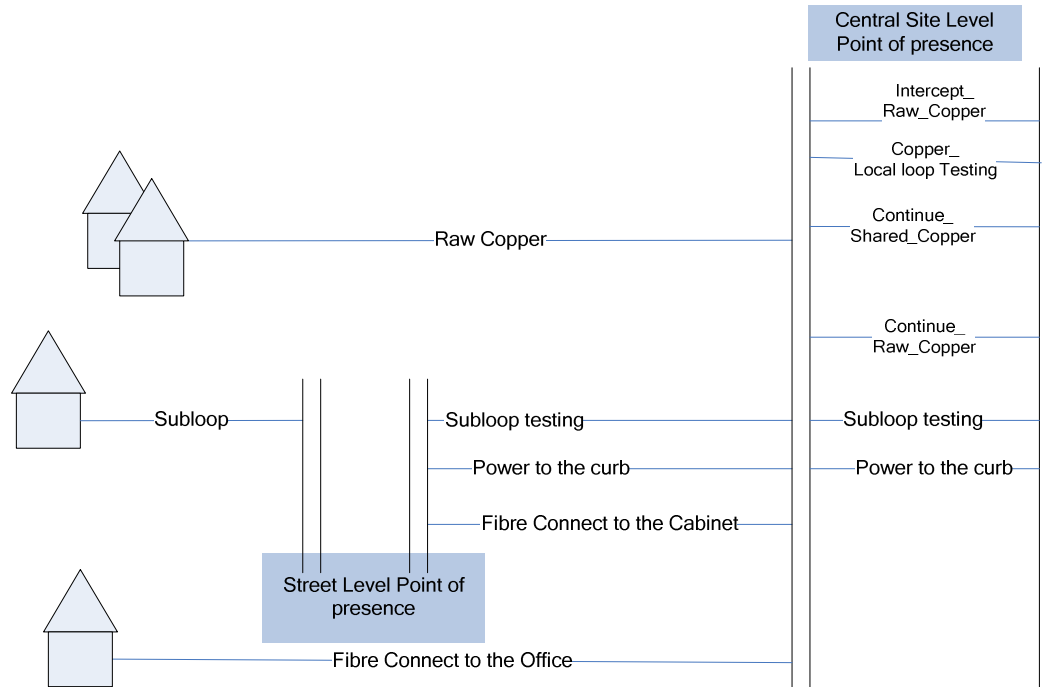 Central Site Level
Point of presence
Intercept_
Raw_Copper
Copper_
Local loop Testing
Continue_
Shared_Copper
Raw Copper
Continue_
Raw_Copper
Subloop
Subloop testing
Subloop testing
Power to the curb
Power to the curb
Fibre Connect to the Cabinet
Street Level Point of
presence
Fibre Connect to the Office